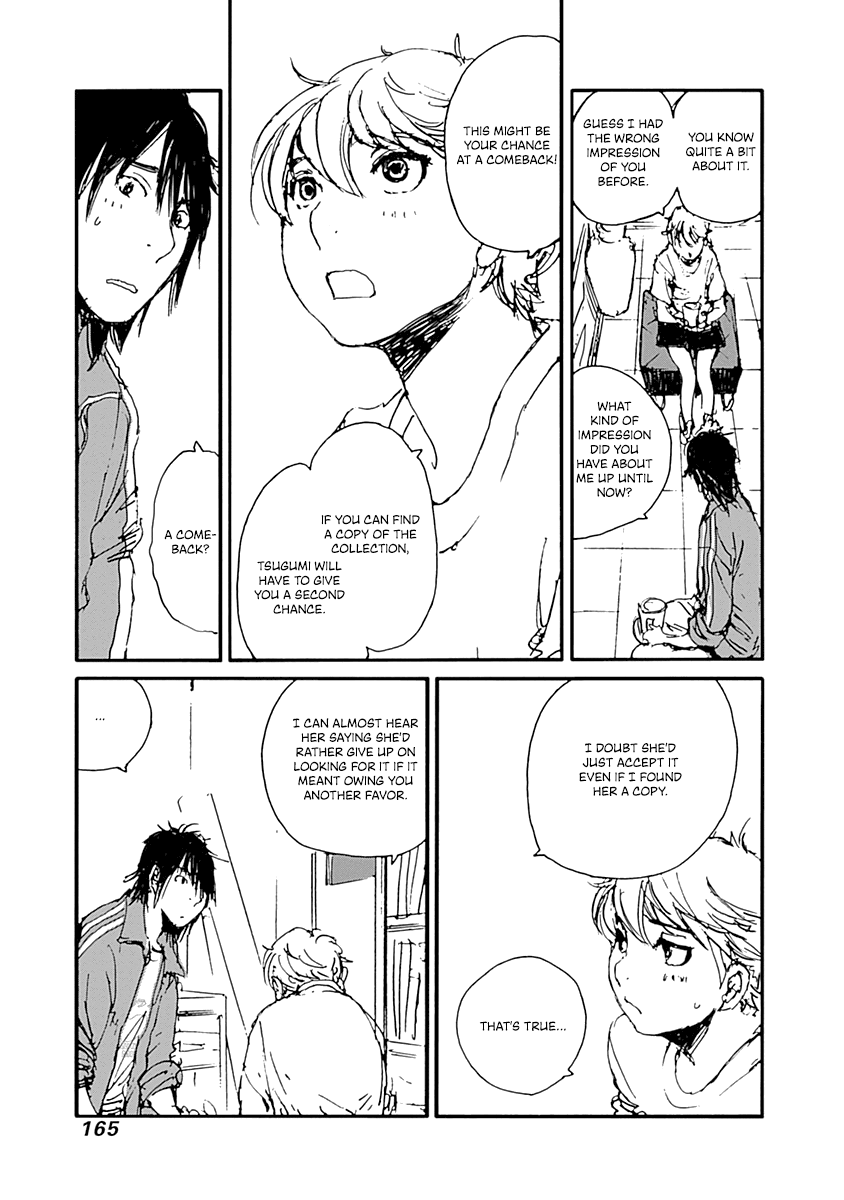 YOU KNOW
QUITE A BIT
ABOUT IT.
GUESS I HAD
THE WRONG
IMPRESSION
OF YOU
BEFORE.
WHAT
KIND OF
IMPRESSION
DID YOU
HAVE ABOUT
ME UP UNTIL
NOW?
THIS MIGHT BE
YOUR CHANCE
AT A COMEBACK!
IF YOU CAN FIND
A COPY OF THE
COLLECTION,
TSUGUMI WILL
HAVE TO GIVE
YOU A SECOND
CHANCE.
A COME-
BACK?
I DOUBT SHE'D
JUST ACCEPT IT
EVEN IF I FOUND
HER A COPY.
THAT'S TRUE...
I CAN ALMOST HEAR
HER SAYING SHE'D
RATHER GIVE UP ON
LOOKING FOR IT IF IT
MEANT OWING YOU
ANOTHER FAVOR.
...
165